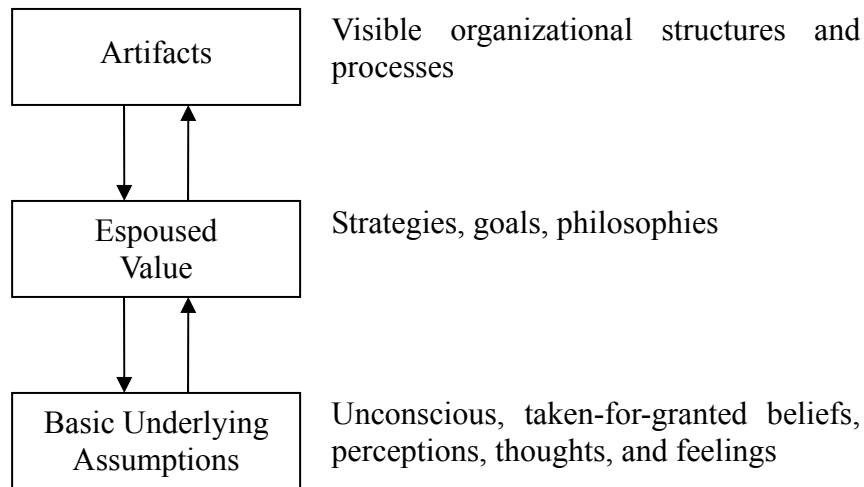 Artifacts
Visible organizational structures and
processes
Espoused
Value
Strategies, goals, philosophies
Basic Underlying
Assumptions
Unconscious, taken-for-granted beliefs,
perceptions, thoughts, and feelings